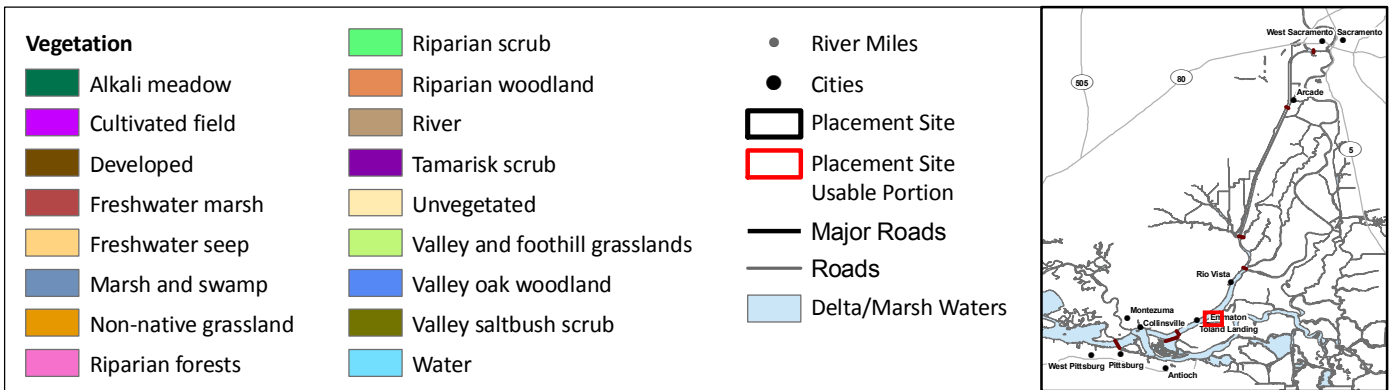 Vegetation
Alkali meadow
Cultivated field
Developed
Freshwater marsh
Freshwater seep
Marsh and swamp
Non-native grassland
Riparian forests
Riparian scrub
Riparian woodland
River
Tamarisk scrub
Unvegetated
Valley and foothill grasslands
Valley oak woodland
Valley saltbush scrub
Water
River Miles
Cities
Placement Site
Placement Site
Usable Portion
Major Roads
Roads
Delta/Marsh Waters
West Sacramento
Sacramento
505
80
Arcade
5
Rio Vista
Montezuma
Collinsville
Emmaton
Toland Landing
West Pittsburg
Pittsburg
Antioch